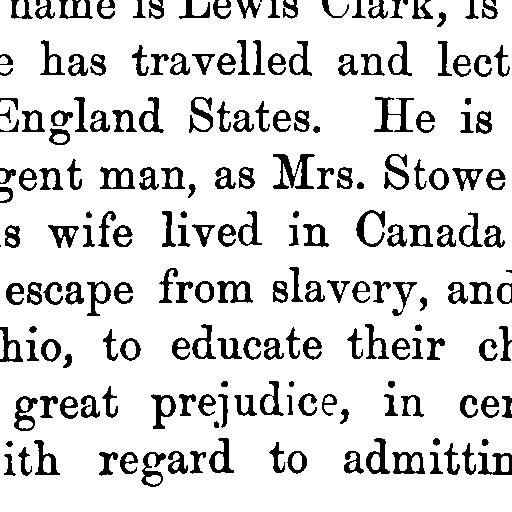 name is Lewis Clark, is
e has travelled and lect
England States. He is
gent man, as Mrs. Stowe
s wife lived in Canada
escape from slavery, and
hio, to educate their ch
great prejudice, in cer
ith regard to admittin